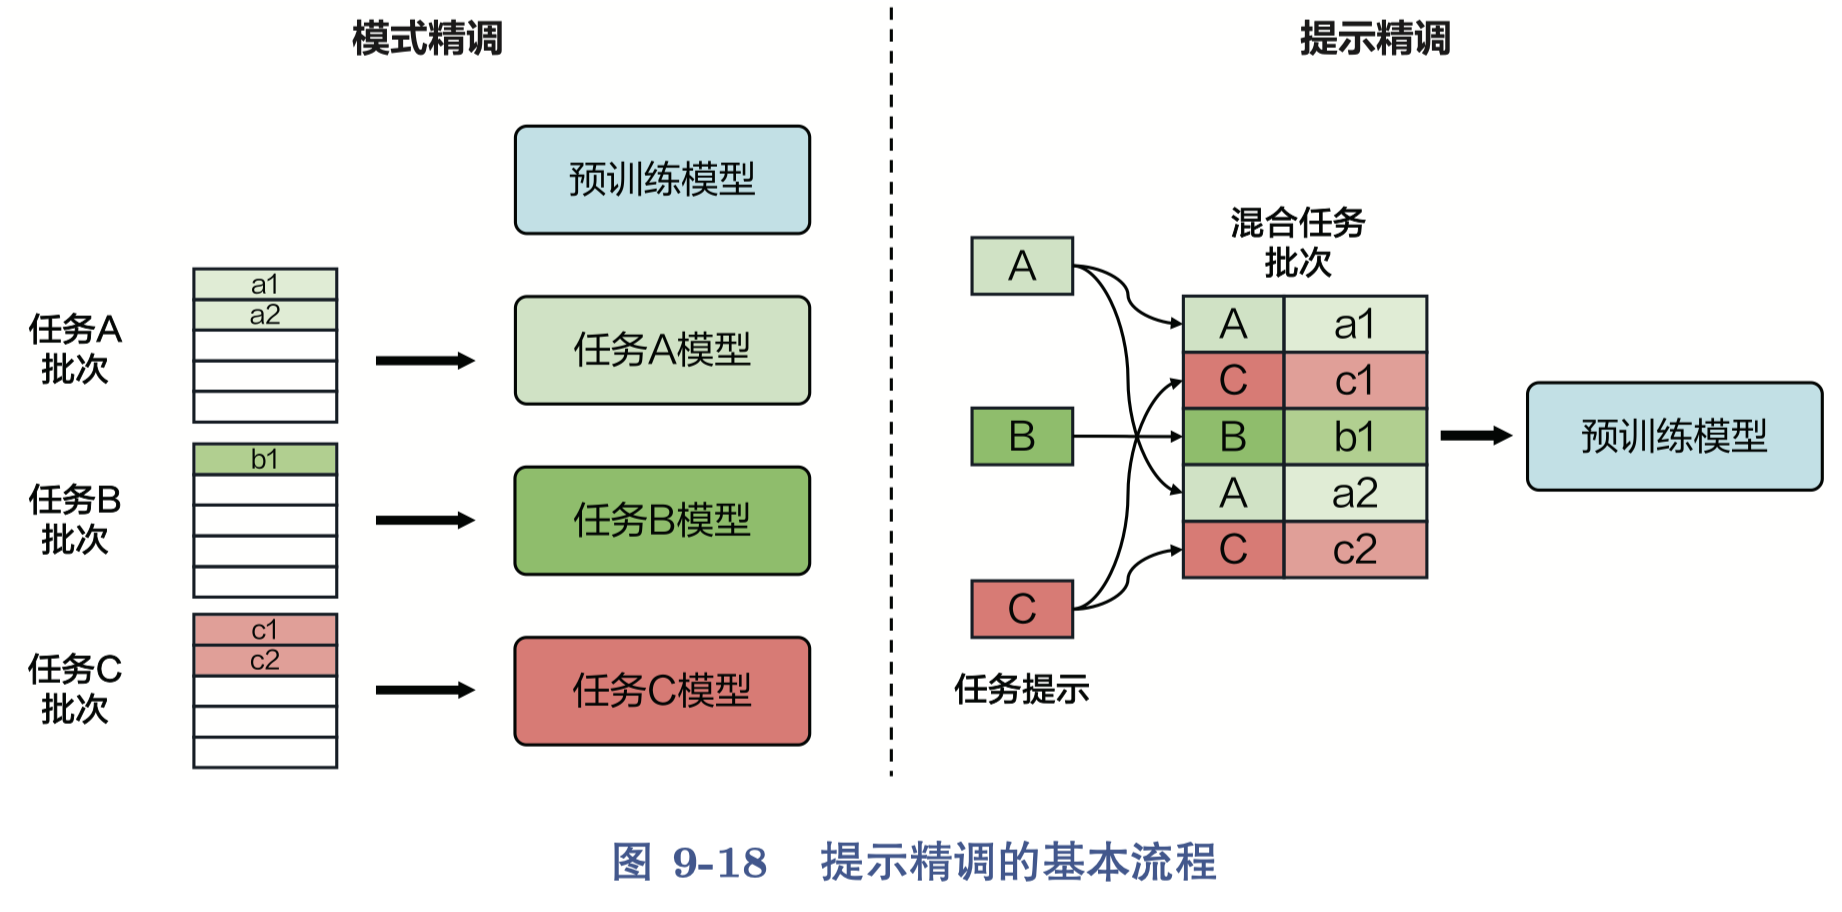 模式精调
预训练模型
任务A
批次
a1
a2
任务A模型
任务B
批次
b1
任务B模型
任务C
批次
c1
c2
任务C模型
提示精调
A
B
C
任务提示
混合任务
批次
A a1
C c1
B b1
A a2
C c2
预训练模型
图 9-18 提示精调的基本流程